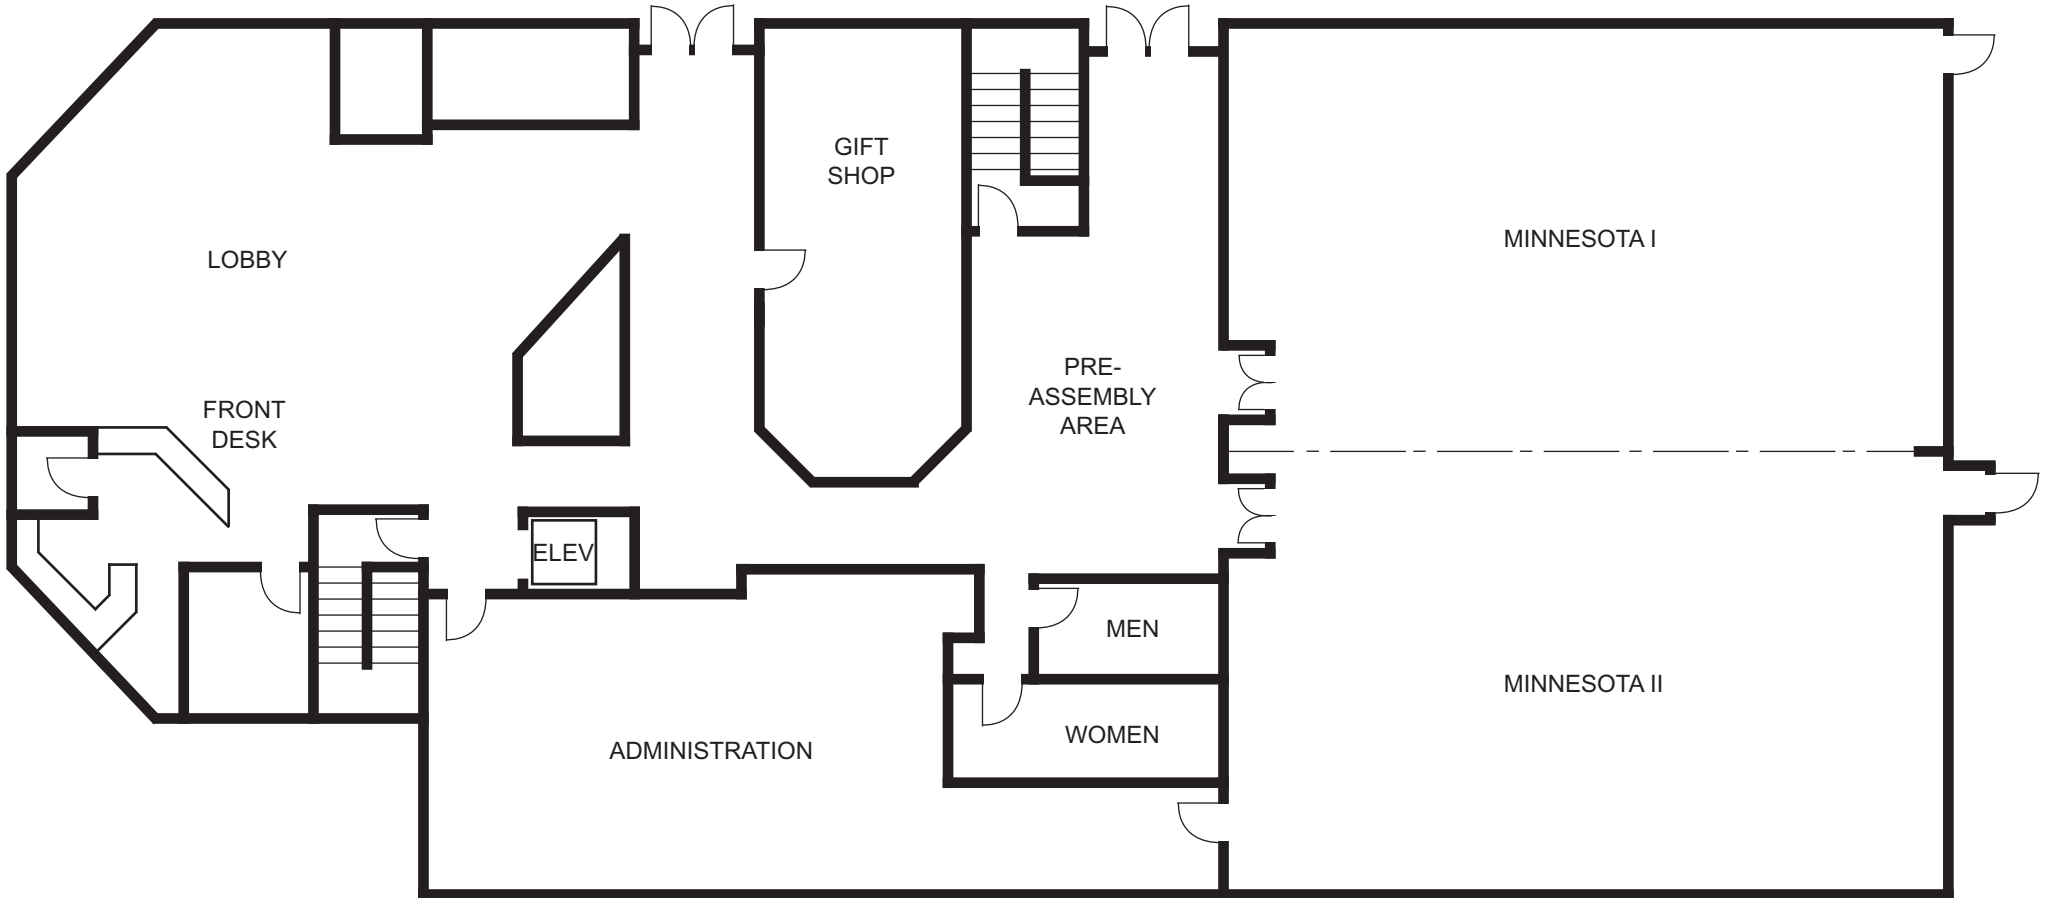 GIFT
SHOP
MINNESOTA I
LOBBY
PRE-
ASSEMBLY
AREA
FRONT
DESK
ELEV
MEN
MINNESOTA II
WOMEN
ADMINISTRATION